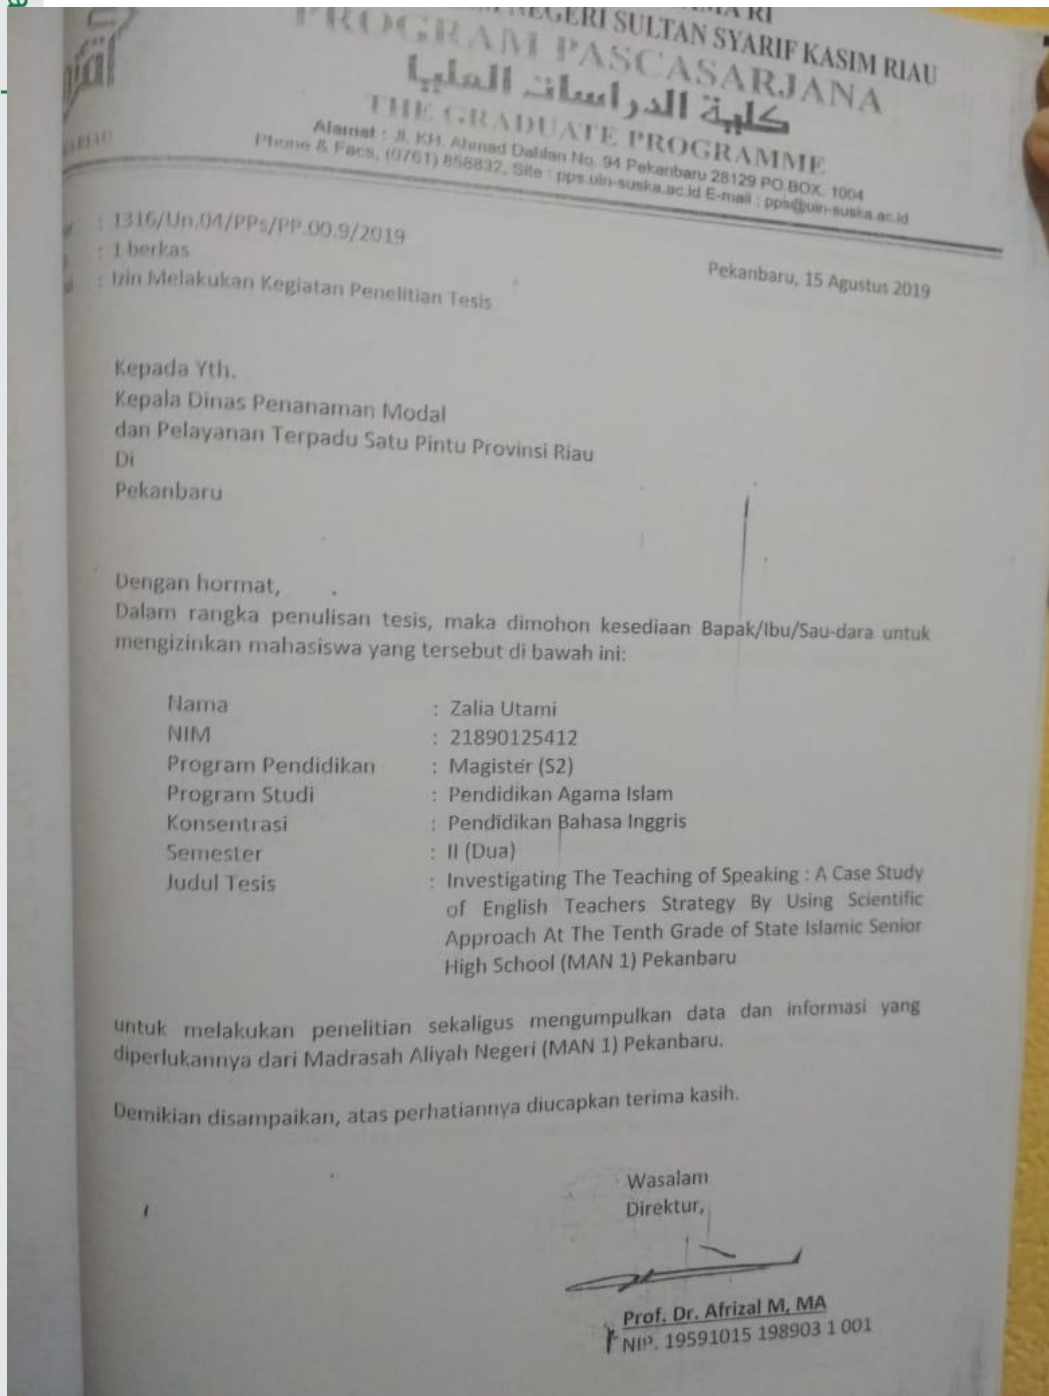 NEGERI SULTAN SYARIF KASIM RIAU
PROGRAM PASCASARJANA
كلية الدراسات العليا
THE GRADUATE PROGRAMME
Alamat : Jl. KH. Ahmad Dahlan No. 94 Pekanbaru 28129 PO.BOX. 1004
Phone & Facs, (0761) 858832, Site : pps.uin-suska.ac.id E-mail : pps@uin-suska.ac.id
: 1316/Un.04/PPs/PP.00.9/2019
: 1 berkas
Pekanbaru, 15 Agustus 2019
: Izin Melakukan Kegiatan Penelitian Tesis
Kepada Yth.
Kepala Dinas Penanaman Modal
dan Pelayanan Terpadu Satu Pintu Provinsi Riau
Di
Pekanbaru
Dengan hormat,
Dalam rangka penulisan tesis, maka dimohon kesediaan Bapak/Ibu/Sau-dara untuk
mengizinkan mahasiswa yang tersebut di bawah ini:
Nama : Zalia Utami
NIM : 21890125412
Program Pendidikan : Magister (S2)
Program Studi : Pendidikan Agama Islam
Konsentrasi : Pendidikan Bahasa Inggris
Semester : II (Dua)
Judul Tesis : Investigating The Teaching of Speaking : A Case Study
of English Teachers Strategy By Using Scientific
Approach At The Tenth Grade of State Islamic Senior
High School (MAN 1) Pekanbaru
untuk melakukan penelitian sekaligus mengumpulkan data dan informasi yang
diperlukannya dari Madrasah Aliyah Negeri (MAN 1) Pekanbaru.
Demikian disampaikan, atas perhatiannya diucapkan terima kasih.
Wasalam
Direktur,
Prof. Dr. Afrizal M, MA
NIP. 19591015 198903 1 001